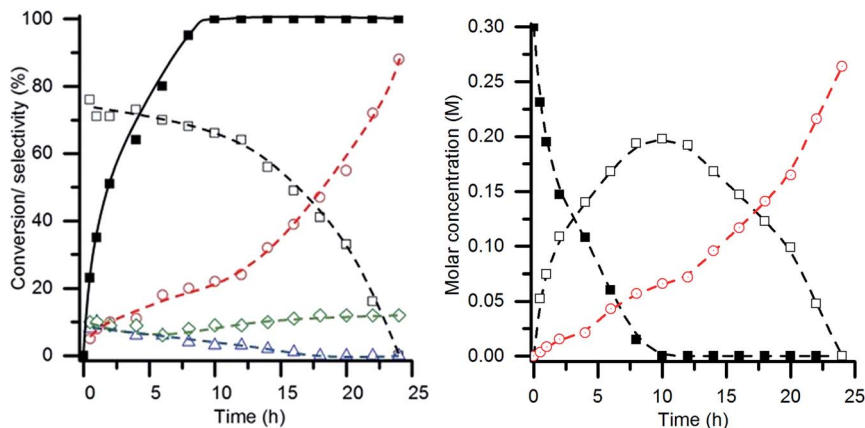 100
80
60
40
20
0
Conversion/ selectivity (%)
0 5 10 15 20 25
Time (h)
0.30
0.25
0.20
0.15
0.10
0.05
0.00
Molar concentration (M)
0 5 10 15 20 25
Time (h)